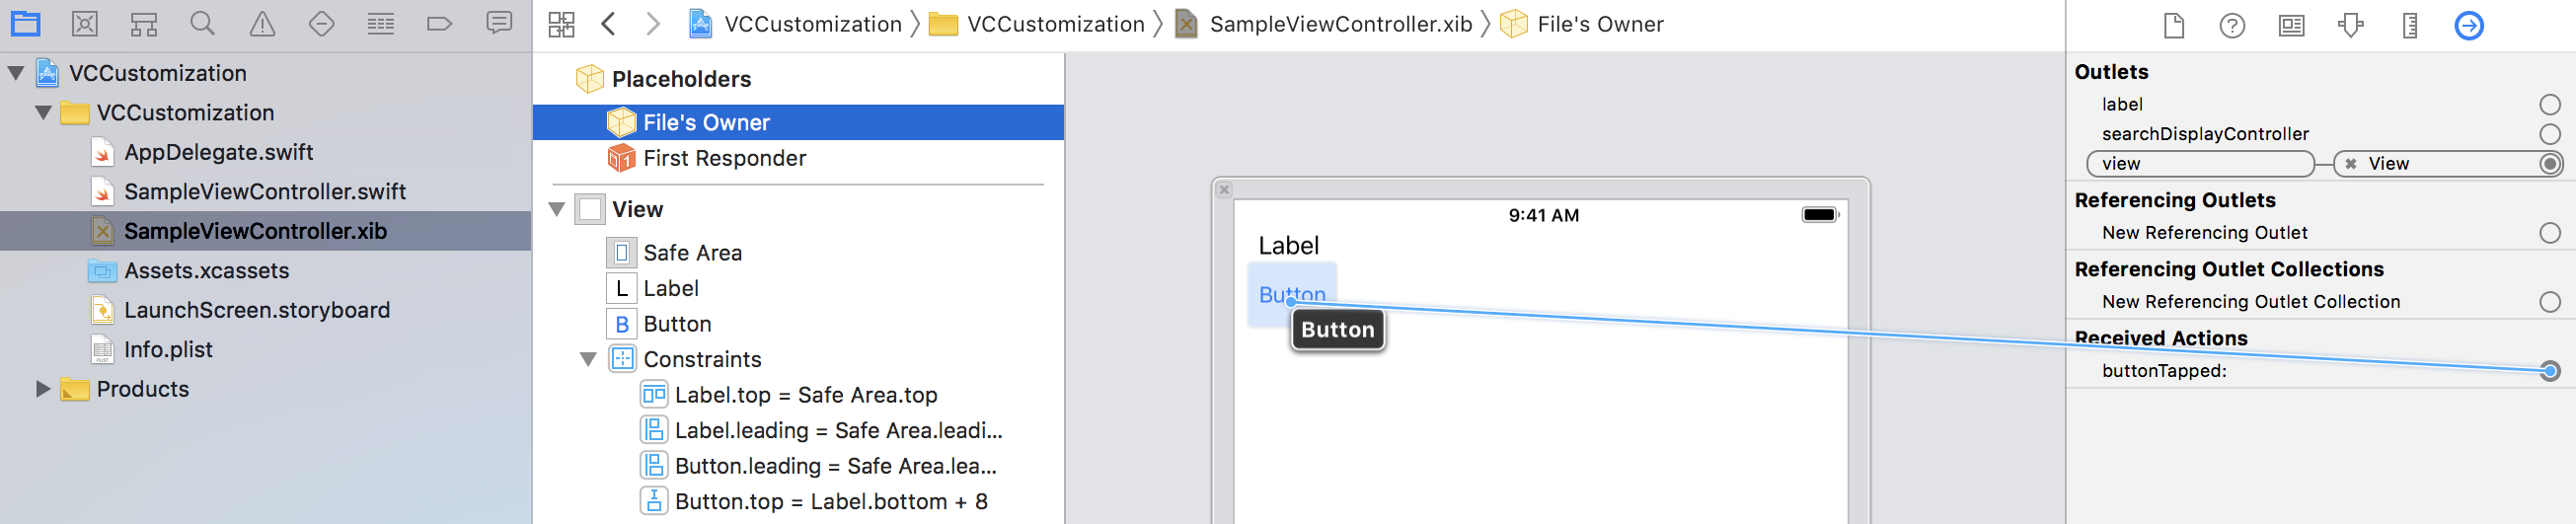 VCCustomization
VCCustomization
AppDelegate.swift
SampleViewController.swift
SampleViewController.xib
Assets.xcassets
LaunchScreen.storyboard
Info.plist
Products
VCCustomization VCCustomization SampleViewController.xib File's Owner
Placeholders
File's Owner
First Responder
View
Safe Area
L Label
B Button
Constraints
Label.top = Safe Area.top
Label.leading = Safe Area.leadi...
Button.leading = Safe Area.lea...
Button.top = Label.bottom + 8
9:41 AM
Label
Button
Button
Outlets
label
searchDisplayController
view View
Referencing Outlets
New Referencing Outlet
Referencing Outlet Collections
New Referencing Outlet Collection
Received Actions
buttonTapped: